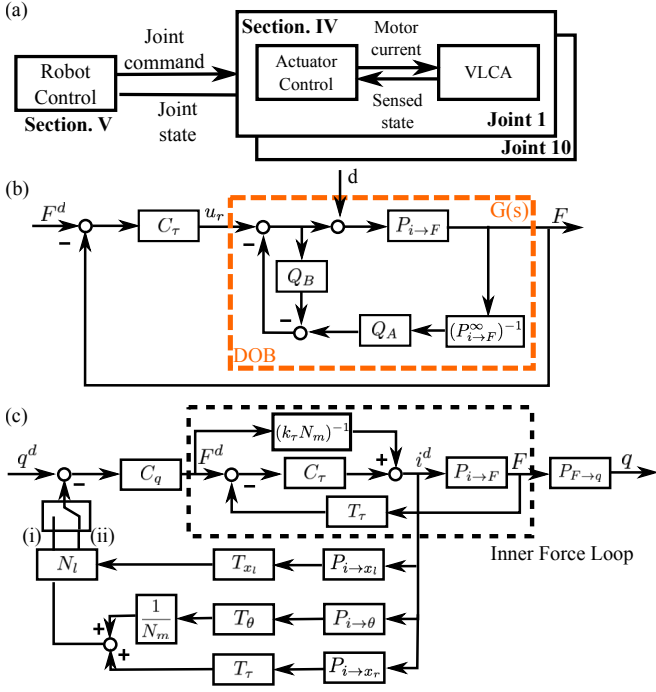 (a)
Robot
Control
Section. V
Joint
command
Joint
state
Section. IV
Actuator
Control
Motor
current
Sensed
state
VLCA
Joint 1
Joint 10
(b)
d
G(s)
F^d
−
C_τ
u_r
−
P_{i→F}
F
Q_B
−
Q_A
(P^∞_{i→F})^{-1}
DOB
(c)
(k_τ N_m)^{-1}
q^d
−
C_q
F^d
−
C_τ
+
i^d
P_{i→F}
F
P_{F→q}
q
T_τ
(i)
(ii)
Inner Force Loop
N_l
T_{x_l}
P_{i→x_l}
1
N_m
T_θ
P_{i→θ}
+
+
T_τ
P_{i→x_r}